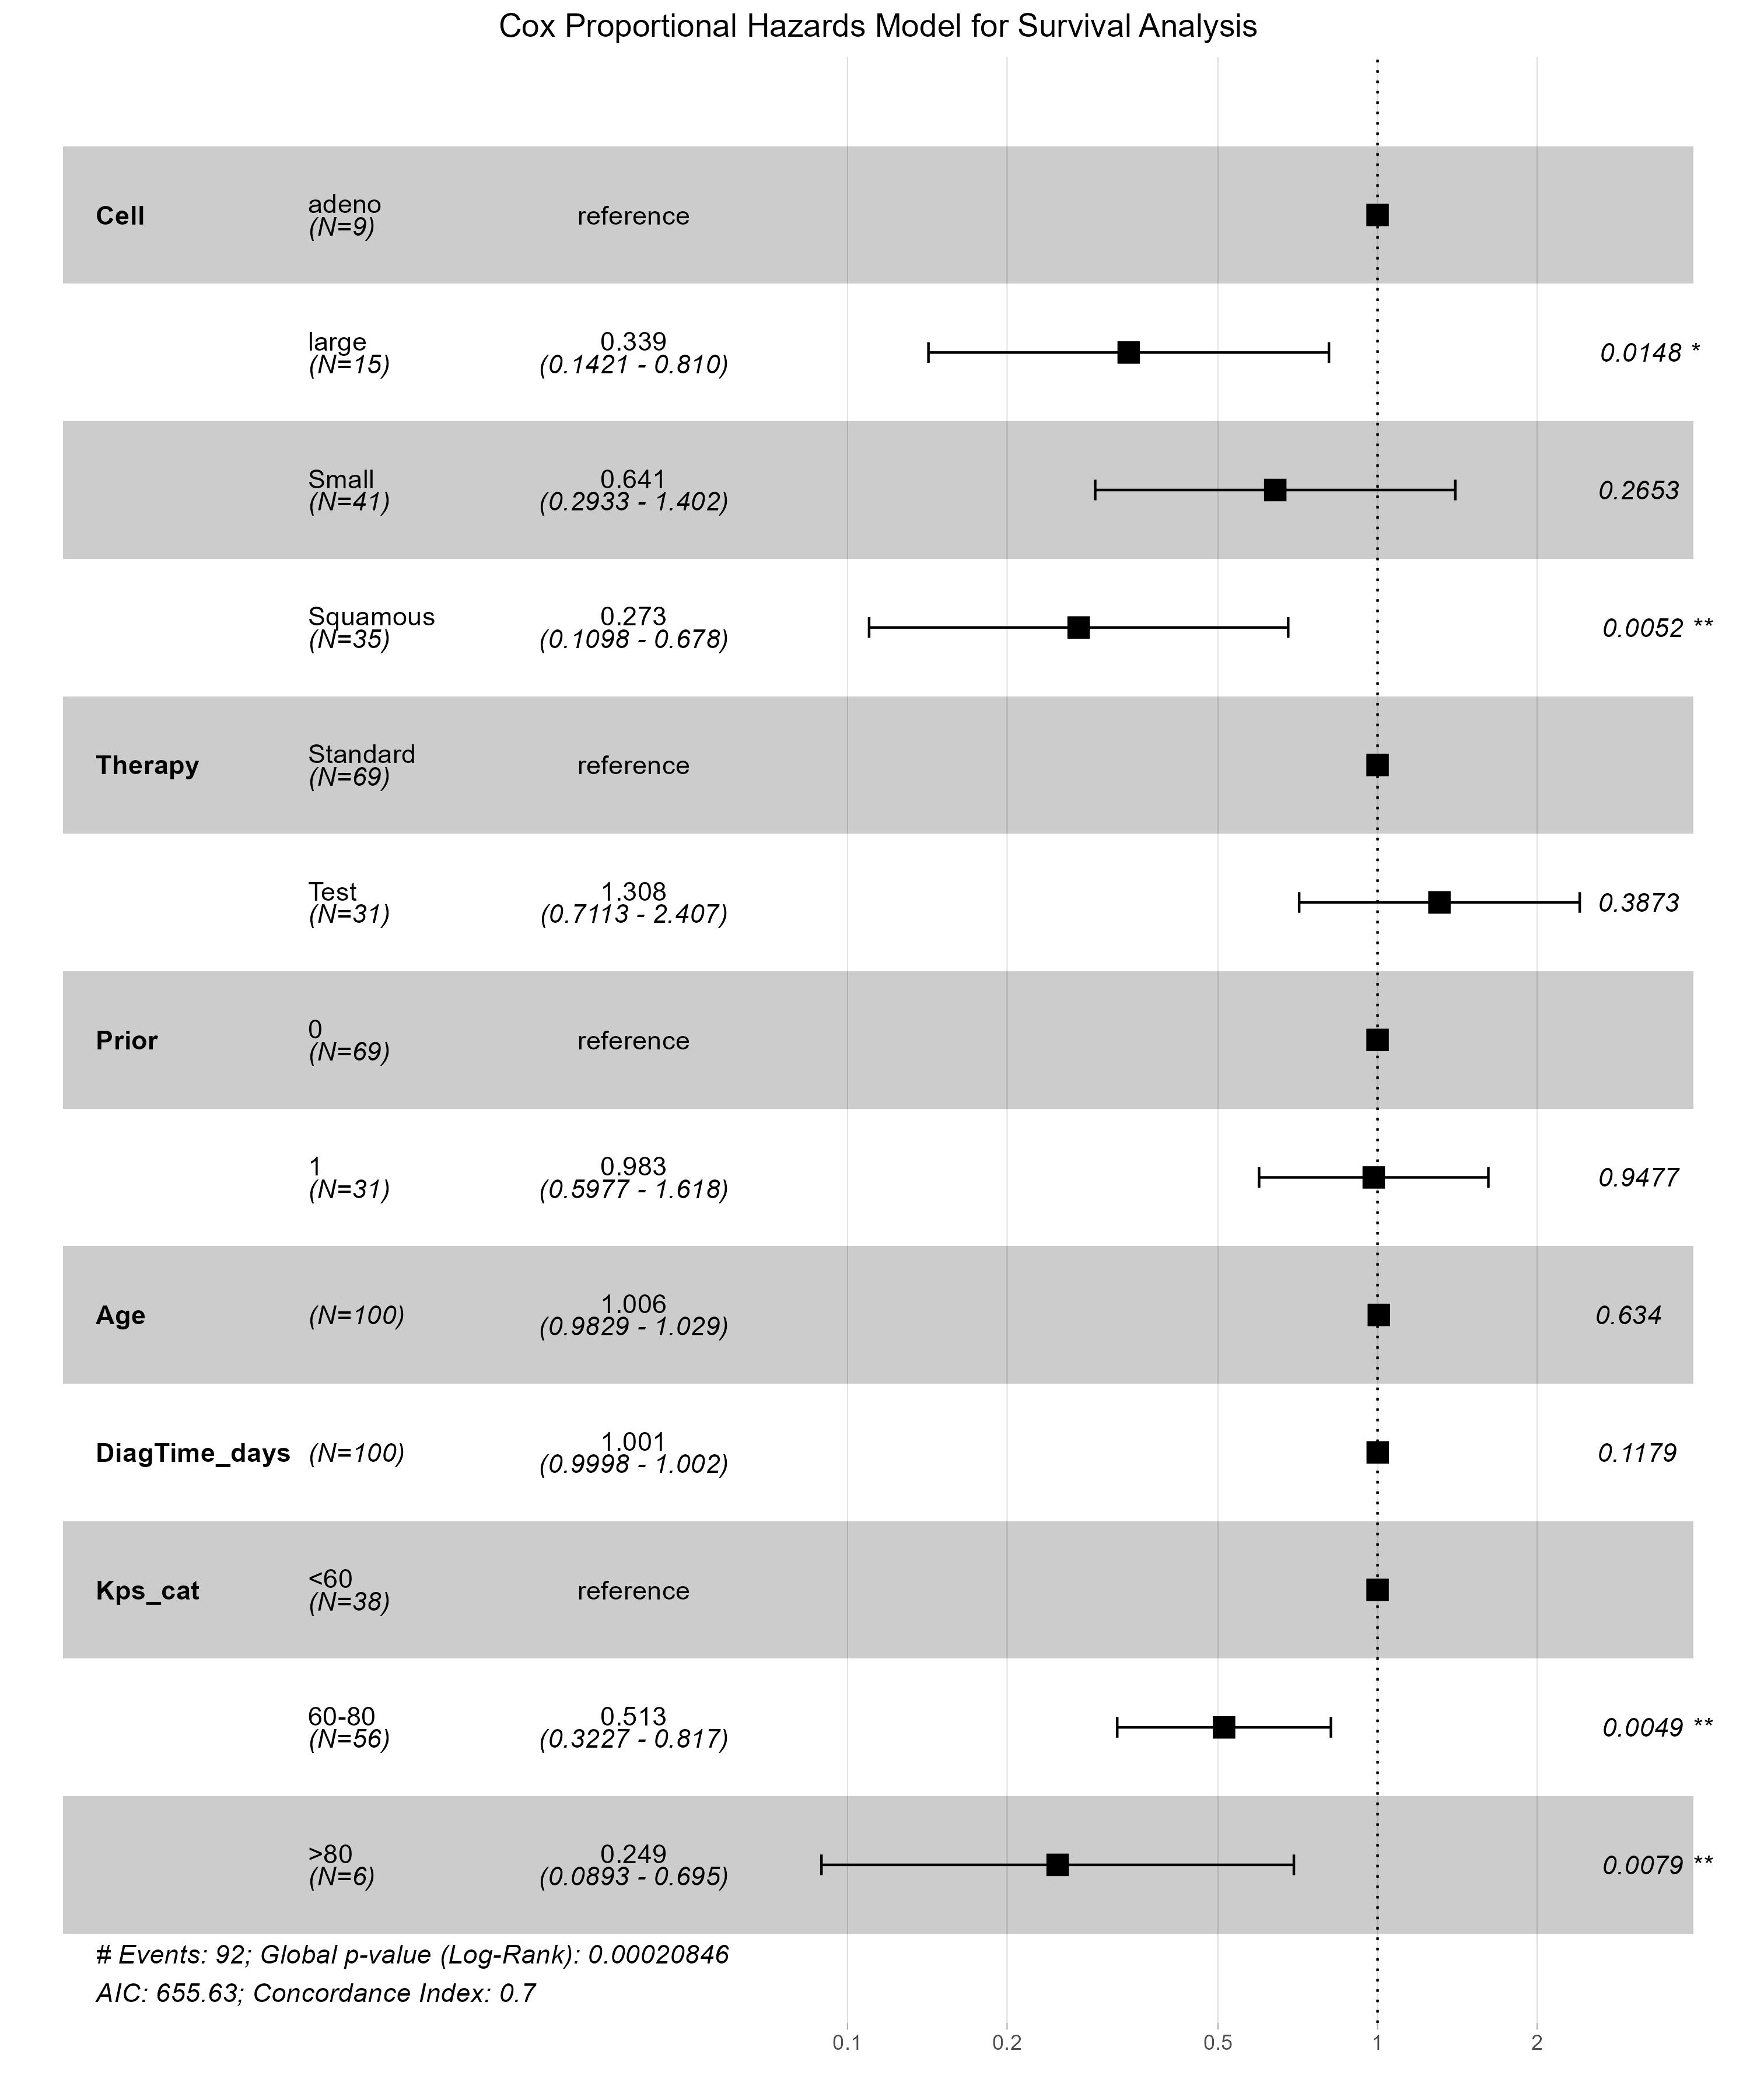 Cox Proportional Hazards Model for Survival Analysis
Cell adeno (N=9) reference
large (N=15) 0.339 (0.1421 - 0.810) 0.0148 *
Small (N=41) 0.641 (0.2933 - 1.402) 0.2653
Squamous (N=35) 0.273 (0.1098 - 0.678) 0.0052 **
Therapy Standard (N=69) reference
Test (N=31) 1.308 (0.7113 - 2.407) 0.3873
Prior 0 (N=69) reference
1 (N=31) 0.983 (0.5977 - 1.618) 0.9477
Age (N=100) 1.006 (0.9829 - 1.029) 0.634
DiagTime_days (N=100) 1.001 (0.9998 - 1.002) 0.1179
Kps_cat <60 (N=38) reference
60-80 (N=56) 0.513 (0.3227 - 0.817) 0.0049 **
>80 (N=6) 0.249 (0.0893 - 0.695) 0.0079 **
# Events: 92; Global p-value (Log-Rank): 0.00020846
AIC: 655.63; Concordance Index: 0.7
0.1 0.2 0.5 1 2